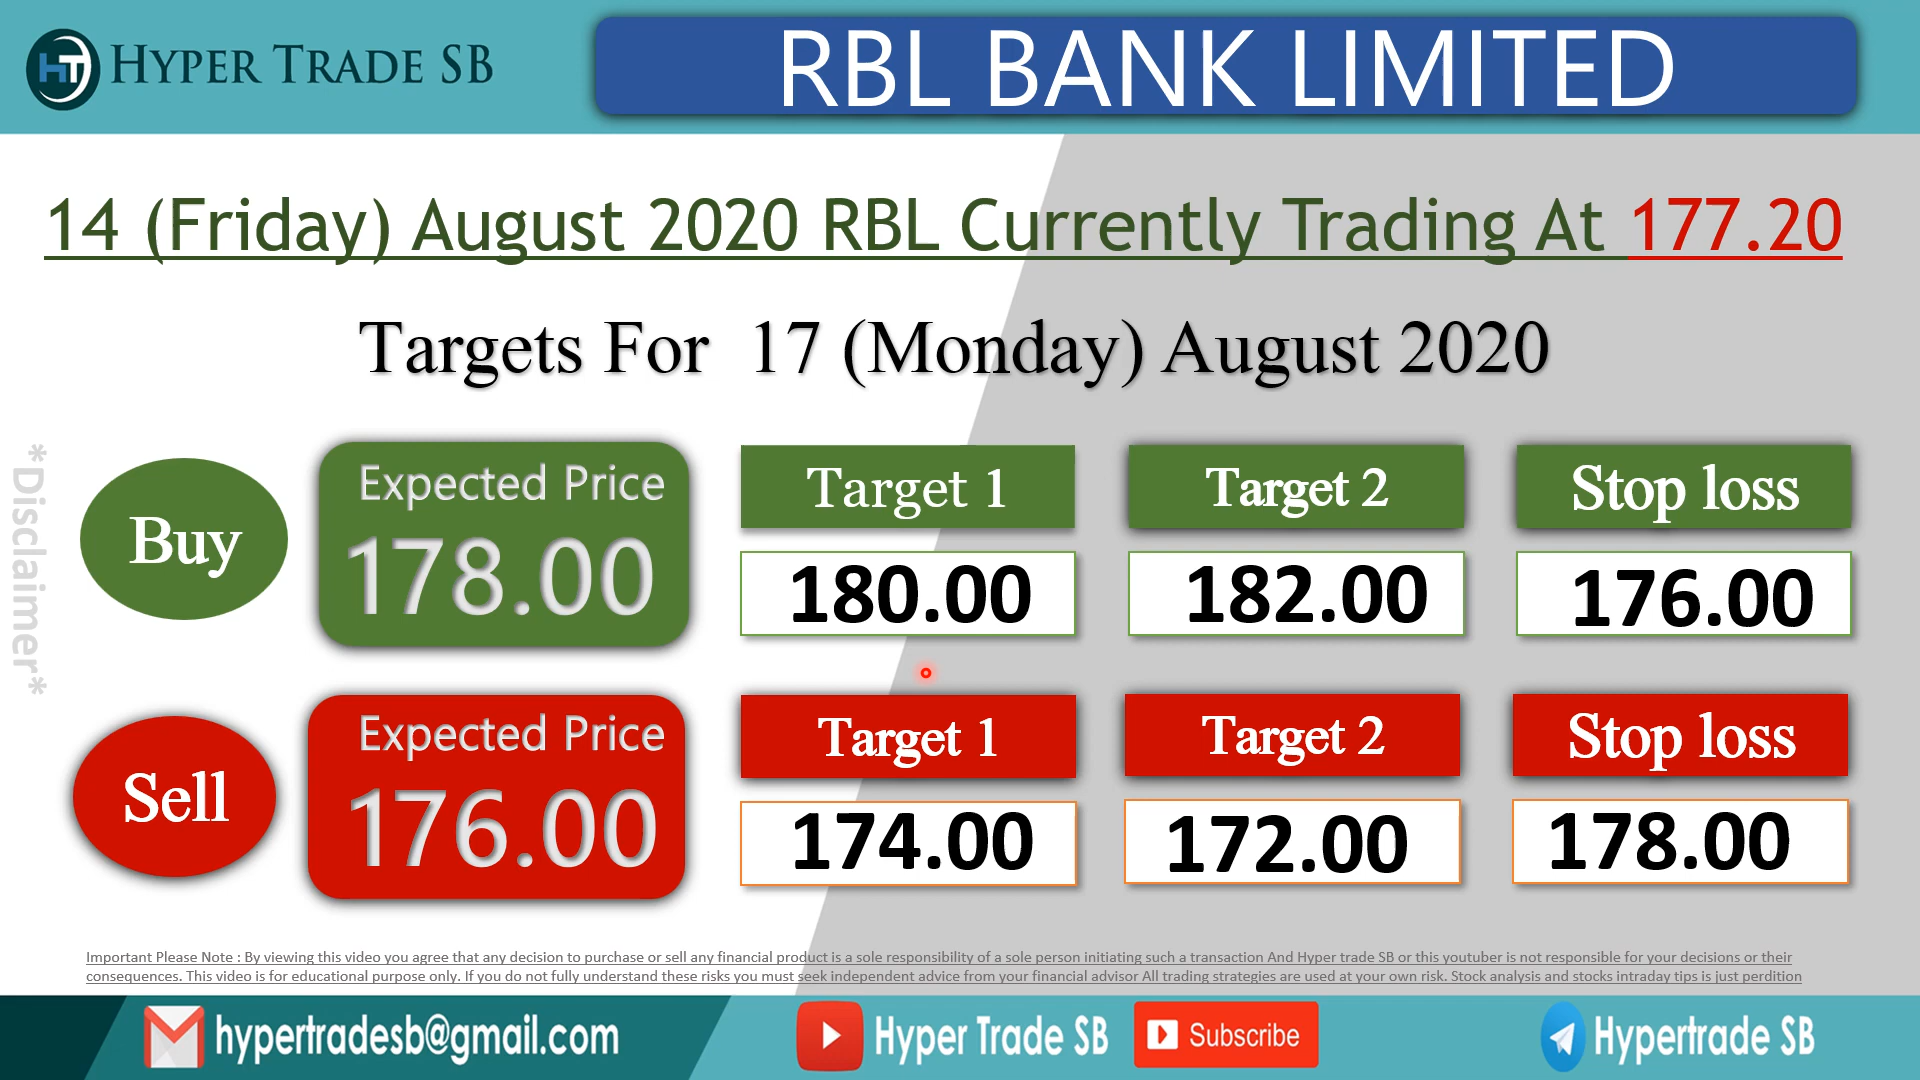 HT HYPER TRADE SB
RBL BANK LIMITED
14 (Friday) August 2020 RBL Currently Trading At 177.20
Targets For 17 (Monday) August 2020
*Disclaimer*
Buy
Expected Price
178.00
Target 1
180.00
Target 2
182.00
Stop loss
176.00
Sell
Expected Price
176.00
Target 1
174.00
Target 2
172.00
Stop loss
178.00
Important Please Note : By viewing this video you agree that any decision to purchase or sell any financial product is a sole responsibility of a sole person initiating such a transaction And Hyper trade SB or this youtuber is not responsible for your decisions or their
consequences. This video is for educational purpose only. If you do not fully understand these risks you must seek independent advice from your financial advisor All trading strategies are used at your own risk. Stock analysis and stocks intraday tips is just perdition
hypertradesb@gmail.com
Hyper Trade SB
Subscribe
Hypertrade SB